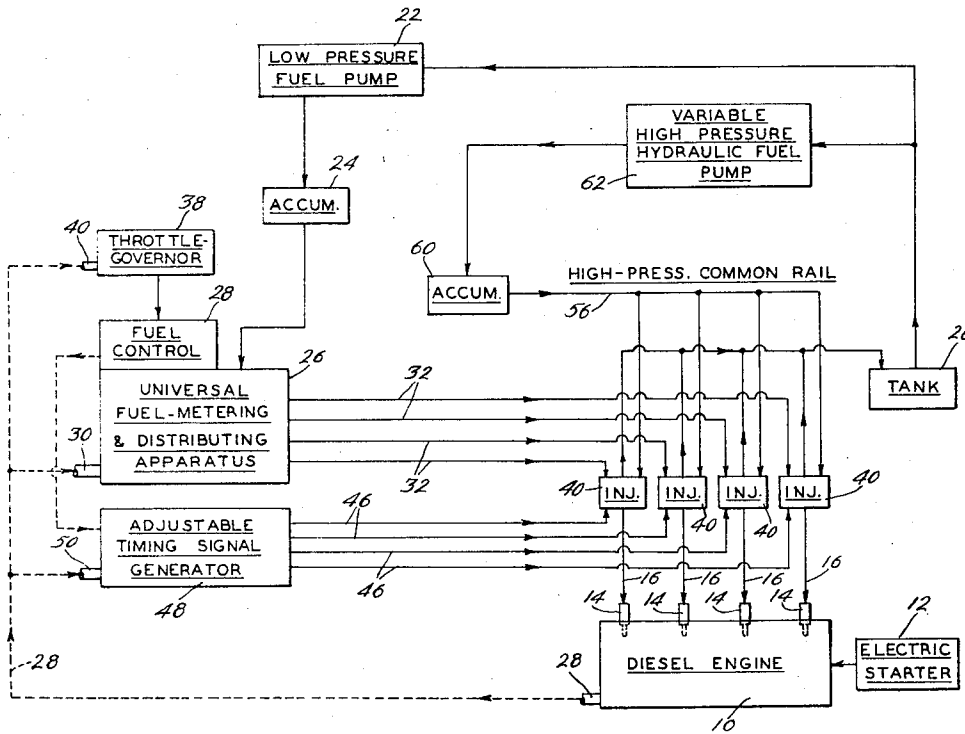 22
LOW PRESSURE
FUEL PUMP
VARIABLE
HIGH PRESSURE
HYDRAULIC FUEL
PUMP
62
24
ACCUM.
38
40
THROTTLE-
GOVERNOR
60
ACCUM.
HIGH-PRESS. COMMON RAIL
56
28
FUEL
CONTROL
26
UNIVERSAL
FUEL-METERING
& DISTRIBUTING
APPARATUS
30
32
32
TANK
40
INJ.
INJ.
40
INJ.
40
INJ.
40
46
46
ADJUSTABLE
TIMING SIGNAL
GENERATOR
50
48
16
16
16
16
14
14
14
14
12
ELECTRIC
STARTER
DIESEL ENGINE
28
28
10